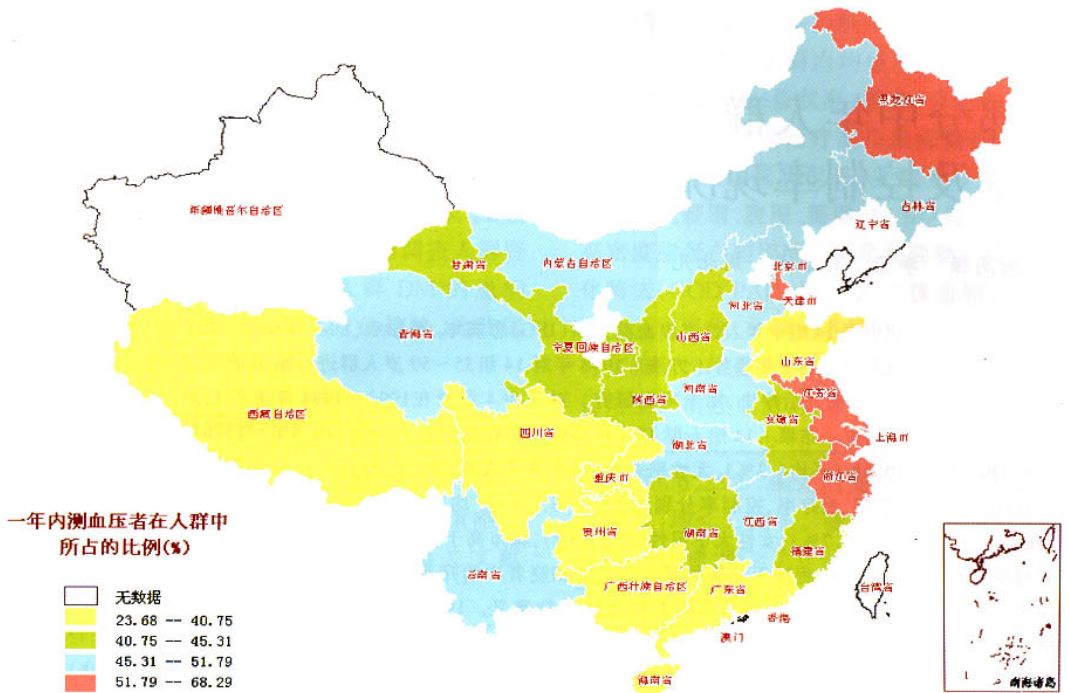 黑龙江省
吉林省
辽宁省
新疆维吾尔自治区
甘肃省
内蒙古自治区
北京市
天津市
河北省
青海省
宁夏回族自治区
山西省
山东省
西藏自治区
陕西省
河南省
江苏省
安徽省
上海市
四川省
湖北省
重庆市
浙江省
贵州省
湖南省
江西省
福建省
云南省
广西壮族自治区
广东省
台湾省
香港
澳门
海南省
南海诸岛
一年内测血压者在人群中
所占的比例(%)
无数据
23.68 -- 40.75
40.75 -- 45.31
45.31 -- 51.79
51.79 -- 68.29